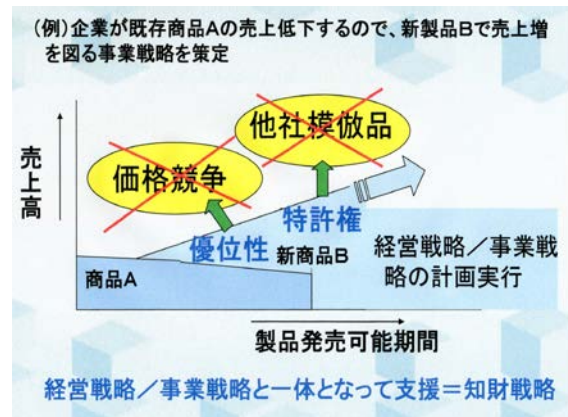 (例)企業が既存商品Aの売上低下するので、新製品Bで売上増
を図る事業戦略を策定
他社模倣品
価格競争
売上高
特許権
優位性
新商品B
経営戦略／事業戦
略の計画実行
商品A
製品発売可能期間
経営戦略／事業戦略と一体となって支援＝知財戦略